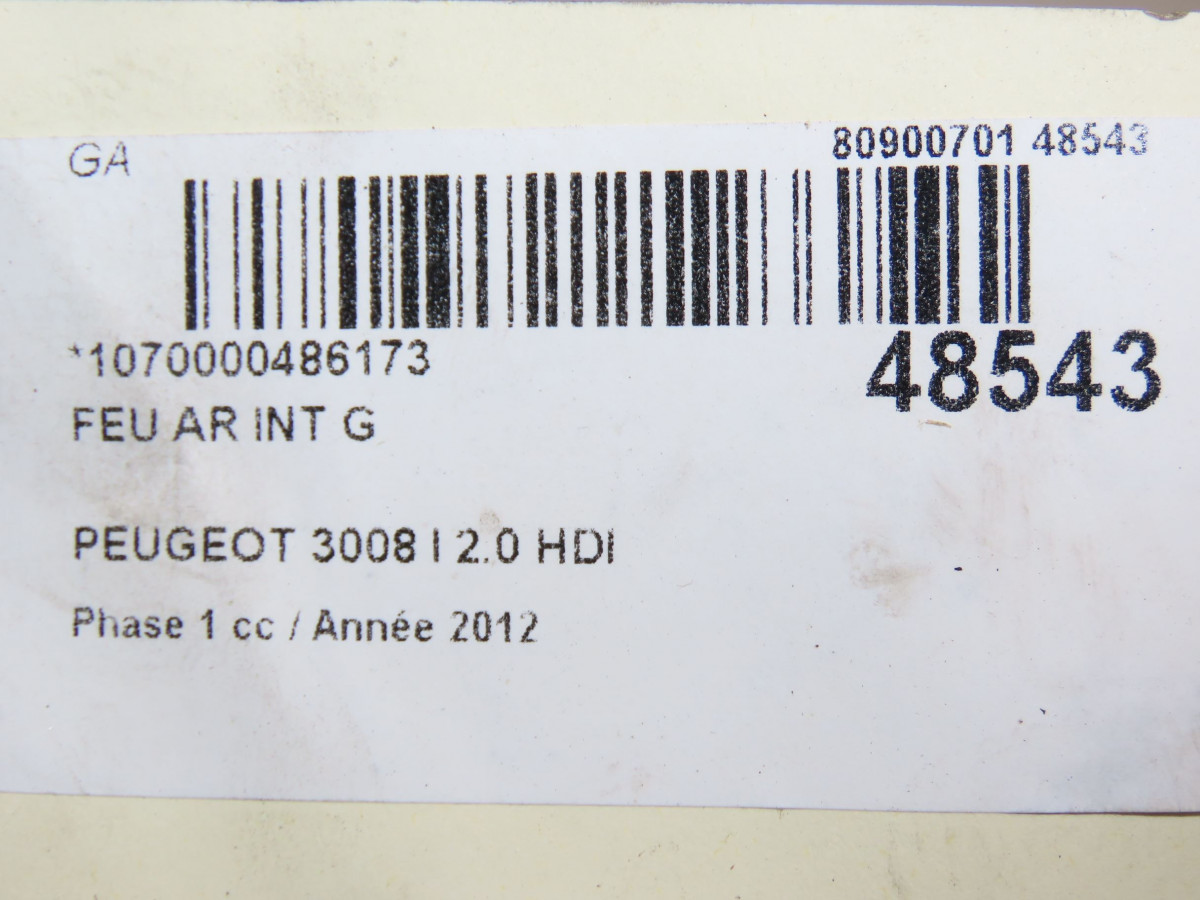 GA
80900701 48543
*1070000486173
48543
FEU AR INT G
PEUGEOT 3008 I 2.0 HDI
Phase 1 cc / Année 2012